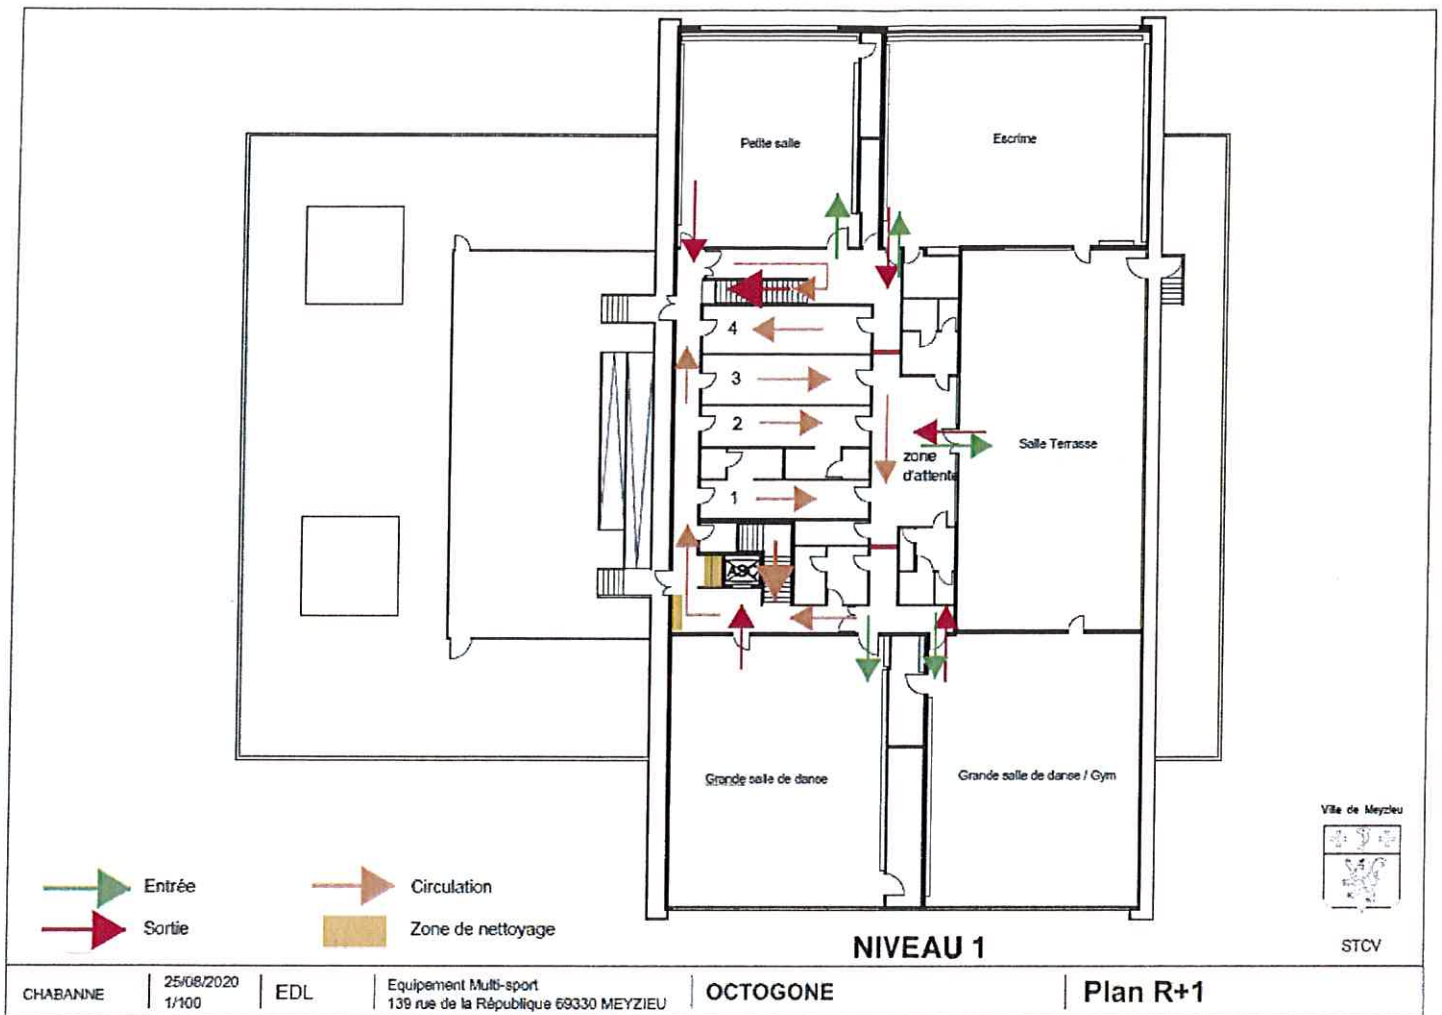 Petite salle
Escrime
4
3
2
zone
d'attente
Salle Terrasse
1
ASC
Grande salle de danse
Grande salle de danse / Gym
Ville de Meyzieu
Entrée
Circulation
Sortie
Zone de nettoyage
NIVEAU 1
STCV
CHABANNE
25/08/2020
1/100
EDL
Equipement Multi-sport
139 rue de la République 69330 MEYZIEU
OCTOGONE
Plan R+1